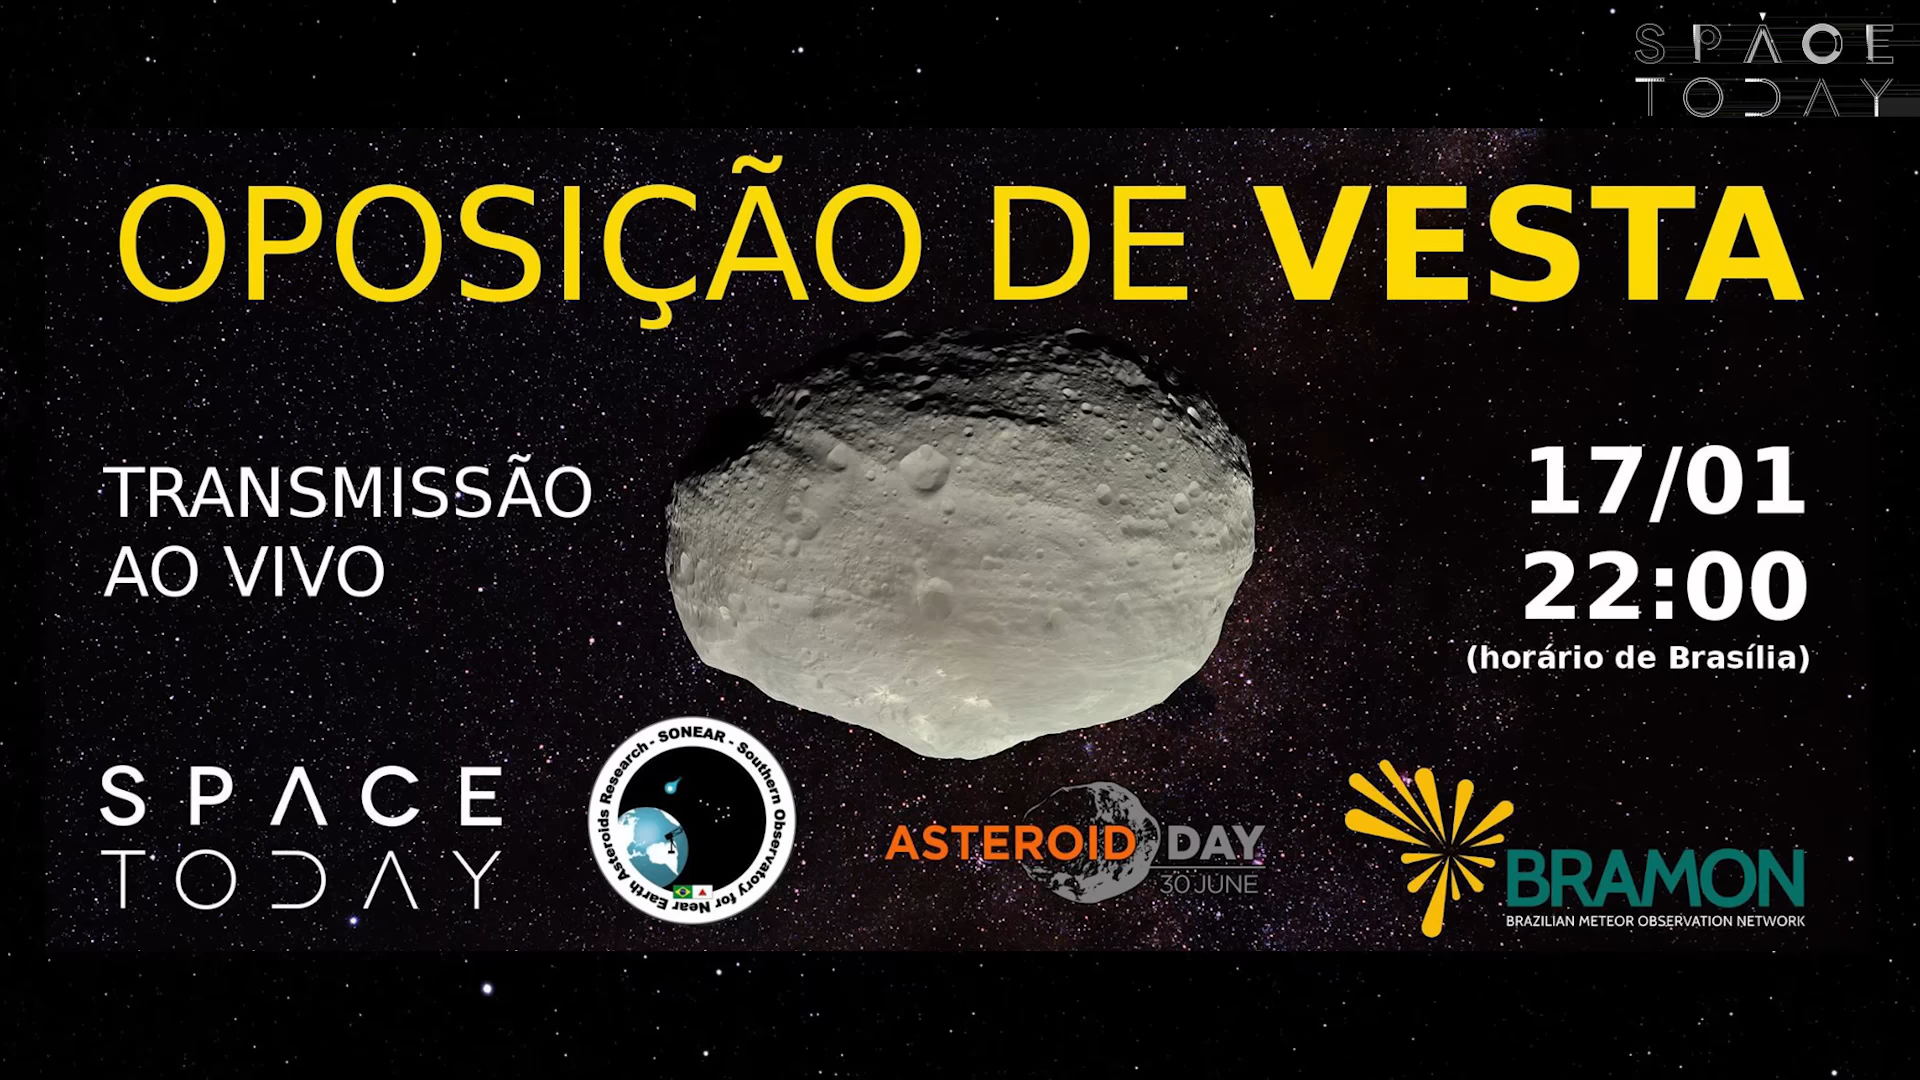 SPACE
TODAY
OPOSIÇÃO DE VESTA
TRANSMISSÃO
AO VIVO
17/01
22:00
(horário de Brasília)
SPACE
TODAY
SONEAR - Southern Observatory for Near Earth Asteroids Research -
ASTEROID DAY
30 JUNE
BRAMON
BRAZILIAN METEOR OBSERVATION NETWORK